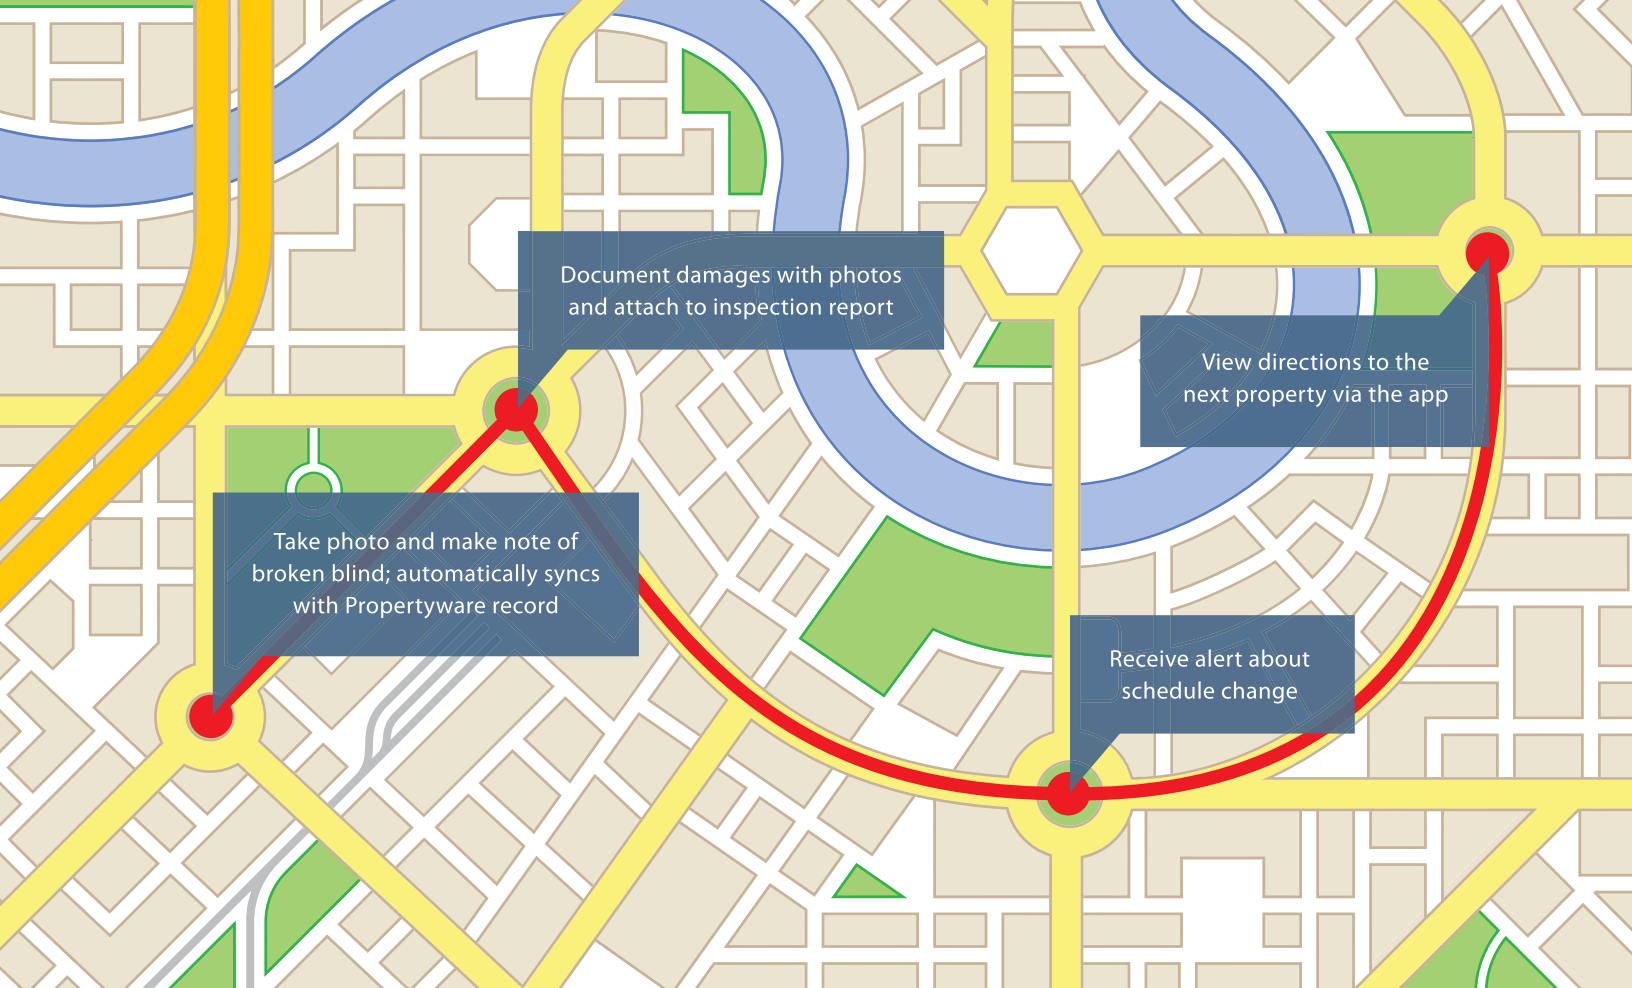 Document damages with photos
and attach to inspection report
View directions to the
next property via the app
Take photo and make note of
broken blind; automatically syncs
with Propertyware record
Receive alert about
schedule change